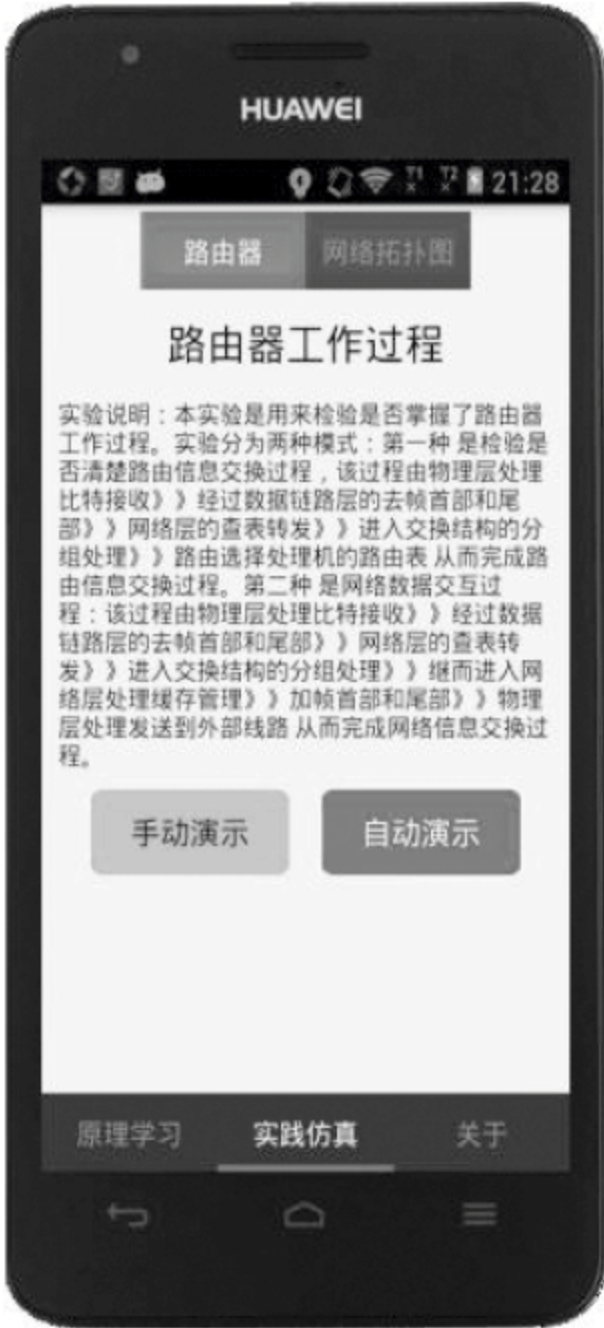 HUAWEI
T1 T2 21:28
路由器 网络拓扑图
路由器工作过程
实验说明：本实验是用来检验是否掌握了路由器
工作过程。实验分为两种模式：第一种 是检验是
否清楚路由信息交换过程，该过程由物理层处理
比特接收》》经过数据链路层的去帧首部和尾
部》》网络层的查表转发》》进入交换结构的分
组处理》》路由选择处理机的路由表 从而完成路
由信息交换过程。第二种 是网络数据交互过
程：该过程由物理层处理比特接收》》经过数据
链路层的去帧首部和尾部》》网络层的查表转
发》》进入交换结构的分组处理》》继而进入网
络层处理缓存管理》》加帧首部和尾部》》物理
层处理发送到外部线路 从而完成网络信息交换过
程。
手动演示 自动演示
原理学习 实践仿真 关于